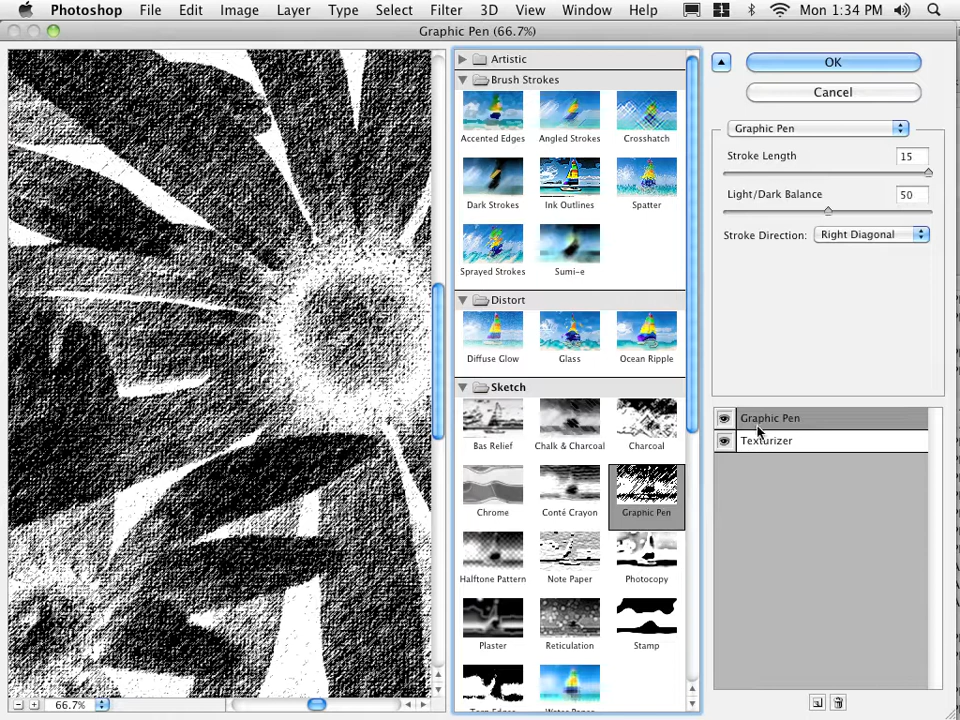 Photoshop File Edit Image Layer Type Select Filter 3D View Window Help Mon 1:34 PM
Graphic Pen (66.7%)
Artistic
Brush Strokes
Accented Edges Angled Strokes Crosshatch
Dark Strokes Ink Outlines Spatter
Sprayed Strokes Sumi-e
Distort
Diffuse Glow Glass Ocean Ripple
Sketch
Bas Relief Chalk & Charcoal Charcoal
Chrome Conté Crayon Graphic Pen
Halftone Pattern Note Paper Photocopy
Plaster Reticulation Stamp
Torn Edges Water Paper
OK
Cancel
Graphic Pen
Stroke Length 15
Light/Dark Balance 50
Stroke Direction: Right Diagonal
Graphic Pen
Texturizer
66.7%